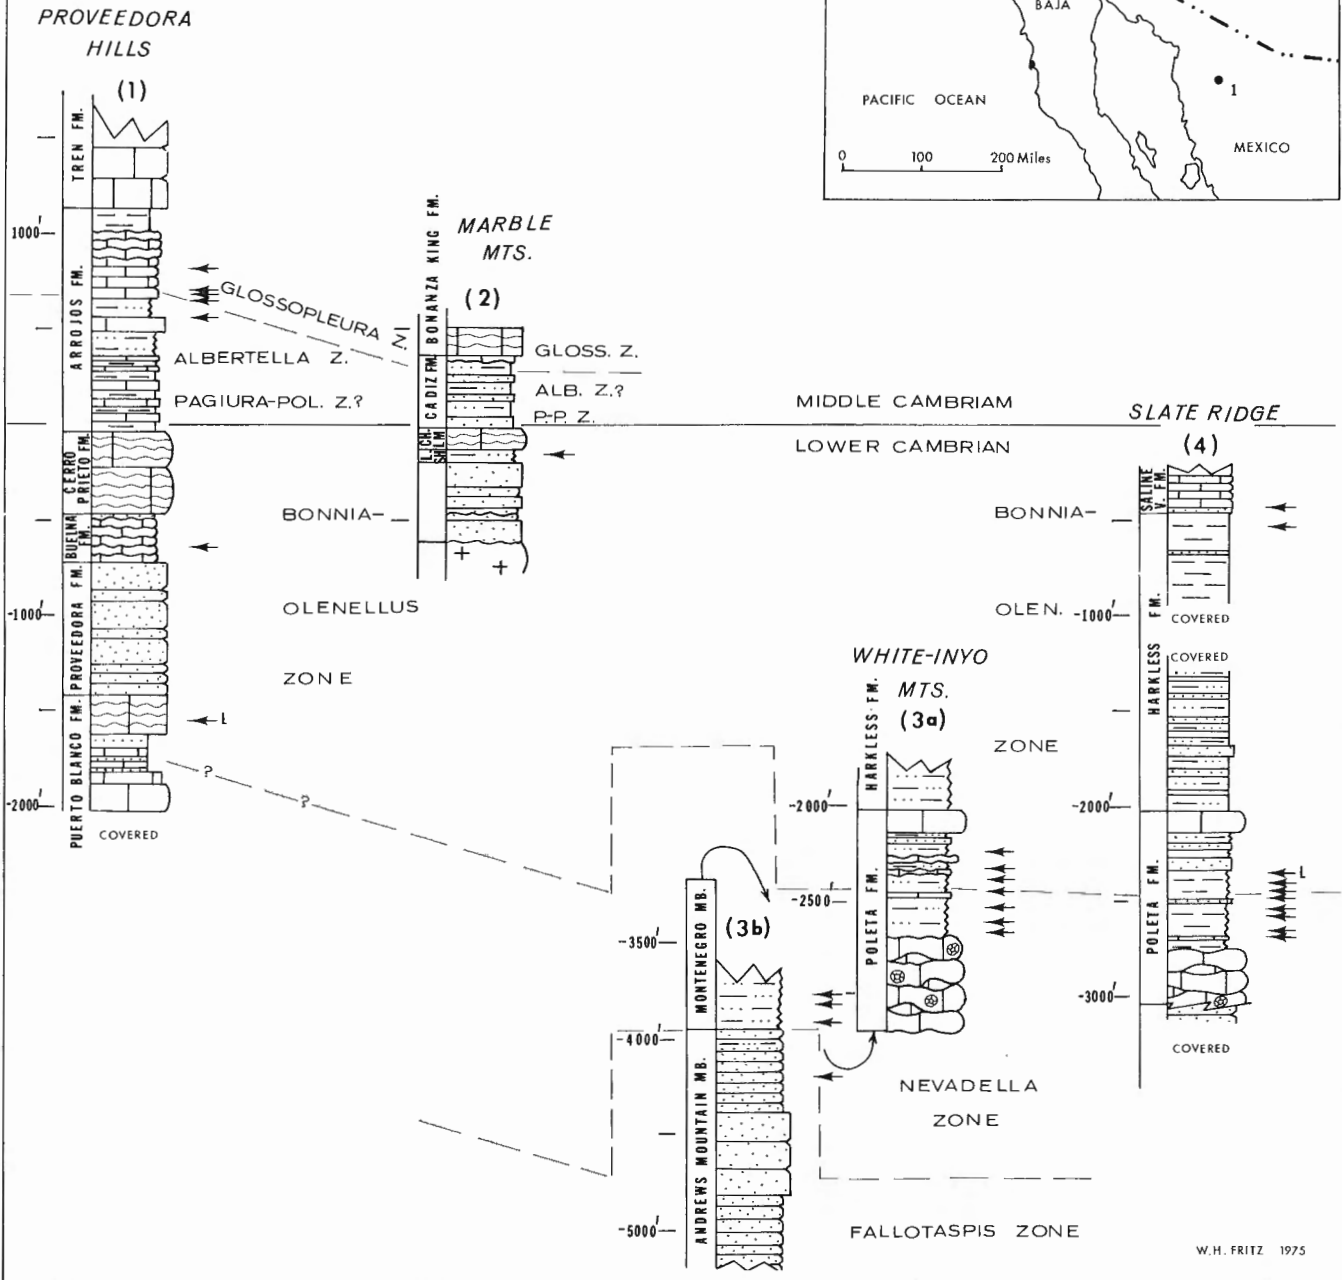 PROVEEDORA
HILLS
(1)
TREN FM.
1000'
ARROJOS FM.
CERRO
PRIETO FM.
BUELNA
FM.
-1000'
PROVEEDORA FM.
PUERTO BLANCO FM.
-2000'
COVERED
L
?
?
GLOSSOPLEURA
Z
ALBERTELLA Z.
PAGIURA-POL. Z.?
BONNIA-
OLENELLUS
ZONE
MARBLE
MTS.
(2)
BONANZA KING FM.
CADIZ FM.
CH.
LM
L.
SH
GLOSS. Z.
ALB. Z.?
P-P. Z.
BAJA
PACIFIC OCEAN
0 100 200 Miles
1
MEXICO
MIDDLE CAMBRIAM
LOWER CAMBRIAN
SLATE RIDGE
(4)
SALINE
V. FM.
BONNIA-
OLEN.
-1000'
COVERED
COVERED
HARKLESS FM.
ZONE
-2000'
POLETA FM.
L
-3000'
COVERED
WHITE-INYO
MTS.
(3a)
HARKLESS FM.
-2000'
-2500'
POLETA FM.
(3b)
MONTENEGRO MB.
-3500'
-4000'
ANDREWS MOUNTAIN MB.
-5000'
NEVADELLA
ZONE
FALLOTASPIS ZONE
W.H. FRITZ 1975